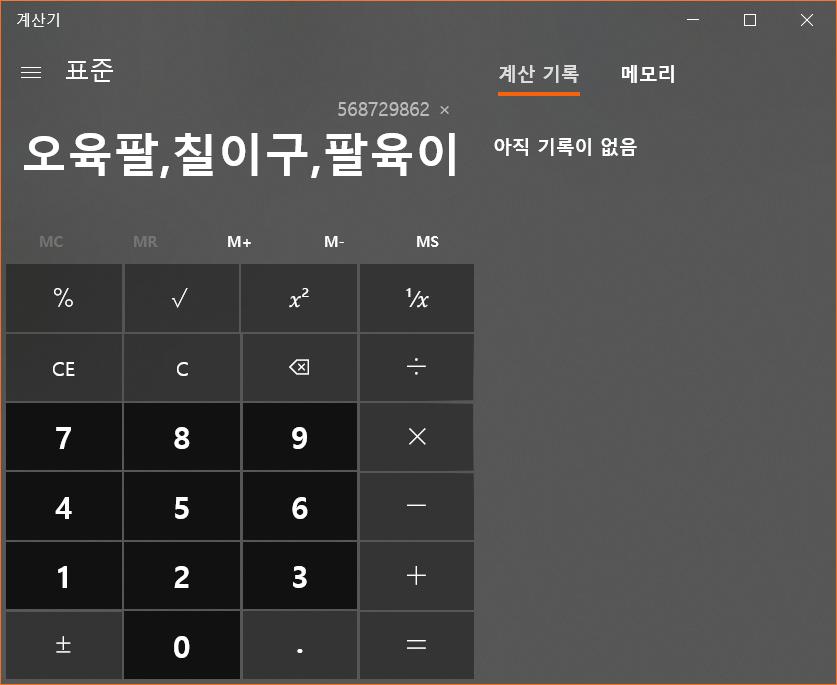 계산기
표준
계산 기록 메모리
568729862 ×
오육팔,칠이구,팔육이
아직 기록이 없음
MC MR M+ M- MS
% √ x² ¹/x
CE C ⌫ ÷
7 8 9 ×
4 5 6 −
1 2 3 +
± 0 . =